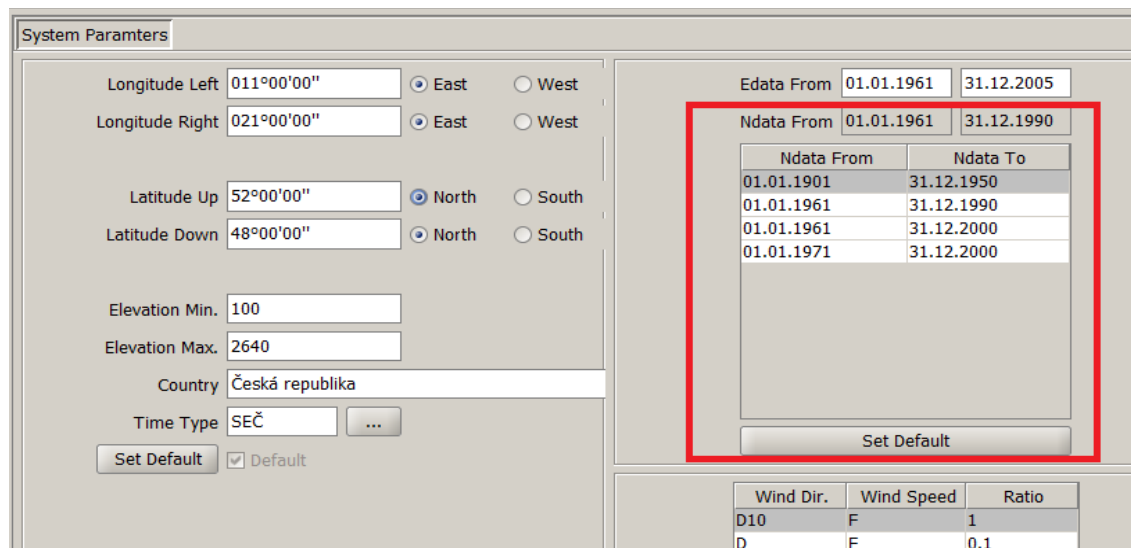 System Paramters
Longitude Left 011°00'00" East West
Longitude Right 021°00'00" East West
Latitude Up 52°00'00" North South
Latitude Down 48°00'00" North South
Elevation Min. 100
Elevation Max. 2640
Country Česká republika
Time Type SEČ ...
Set Default Default
Edata From 01.01.1961 31.12.2005
Ndata From 01.01.1961 31.12.1990
Ndata From Ndata To
01.01.1901 31.12.1950
01.01.1961 31.12.1990
01.01.1961 31.12.2000
01.01.1971 31.12.2000
Set Default
Wind Dir. Wind Speed Ratio
D10 F 1
D F 0.1